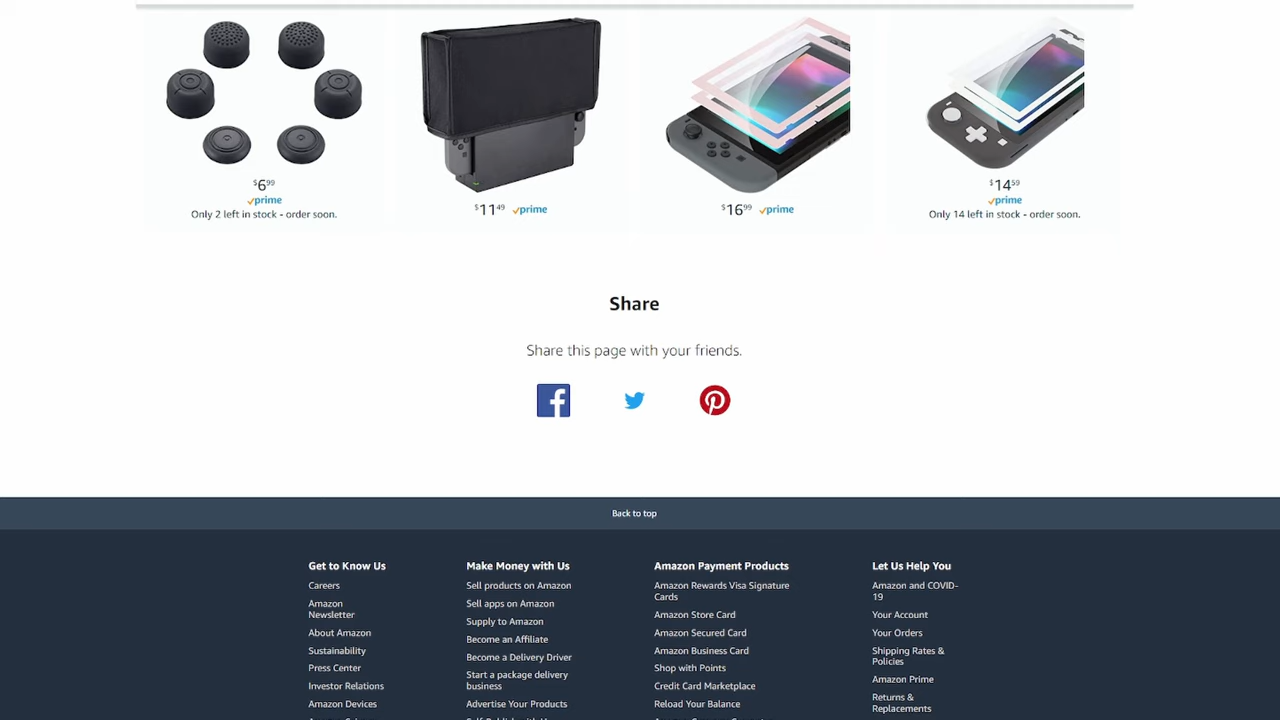 $6.99
prime
Only 2 left in stock - order soon.
$11.49 prime
$16.99 prime
$14.59
prime
Only 14 left in stock - order soon.
Share
Share this page with your friends.
Back to top
Get to Know Us
Careers
Amazon
Newsletter
About Amazon
Sustainability
Press Center
Investor Relations
Amazon Devices
Make Money with Us
Sell products on Amazon
Sell apps on Amazon
Supply to Amazon
Become an Affiliate
Become a Delivery Driver
Start a package delivery
business
Advertise Your Products
Amazon Payment Products
Amazon Rewards Visa Signature
Cards
Amazon Store Card
Amazon Secured Card
Amazon Business Card
Shop with Points
Credit Card Marketplace
Reload Your Balance
Let Us Help You
Amazon and COVID-
19
Your Account
Your Orders
Shipping Rates &
Policies
Amazon Prime
Returns &
Replacements